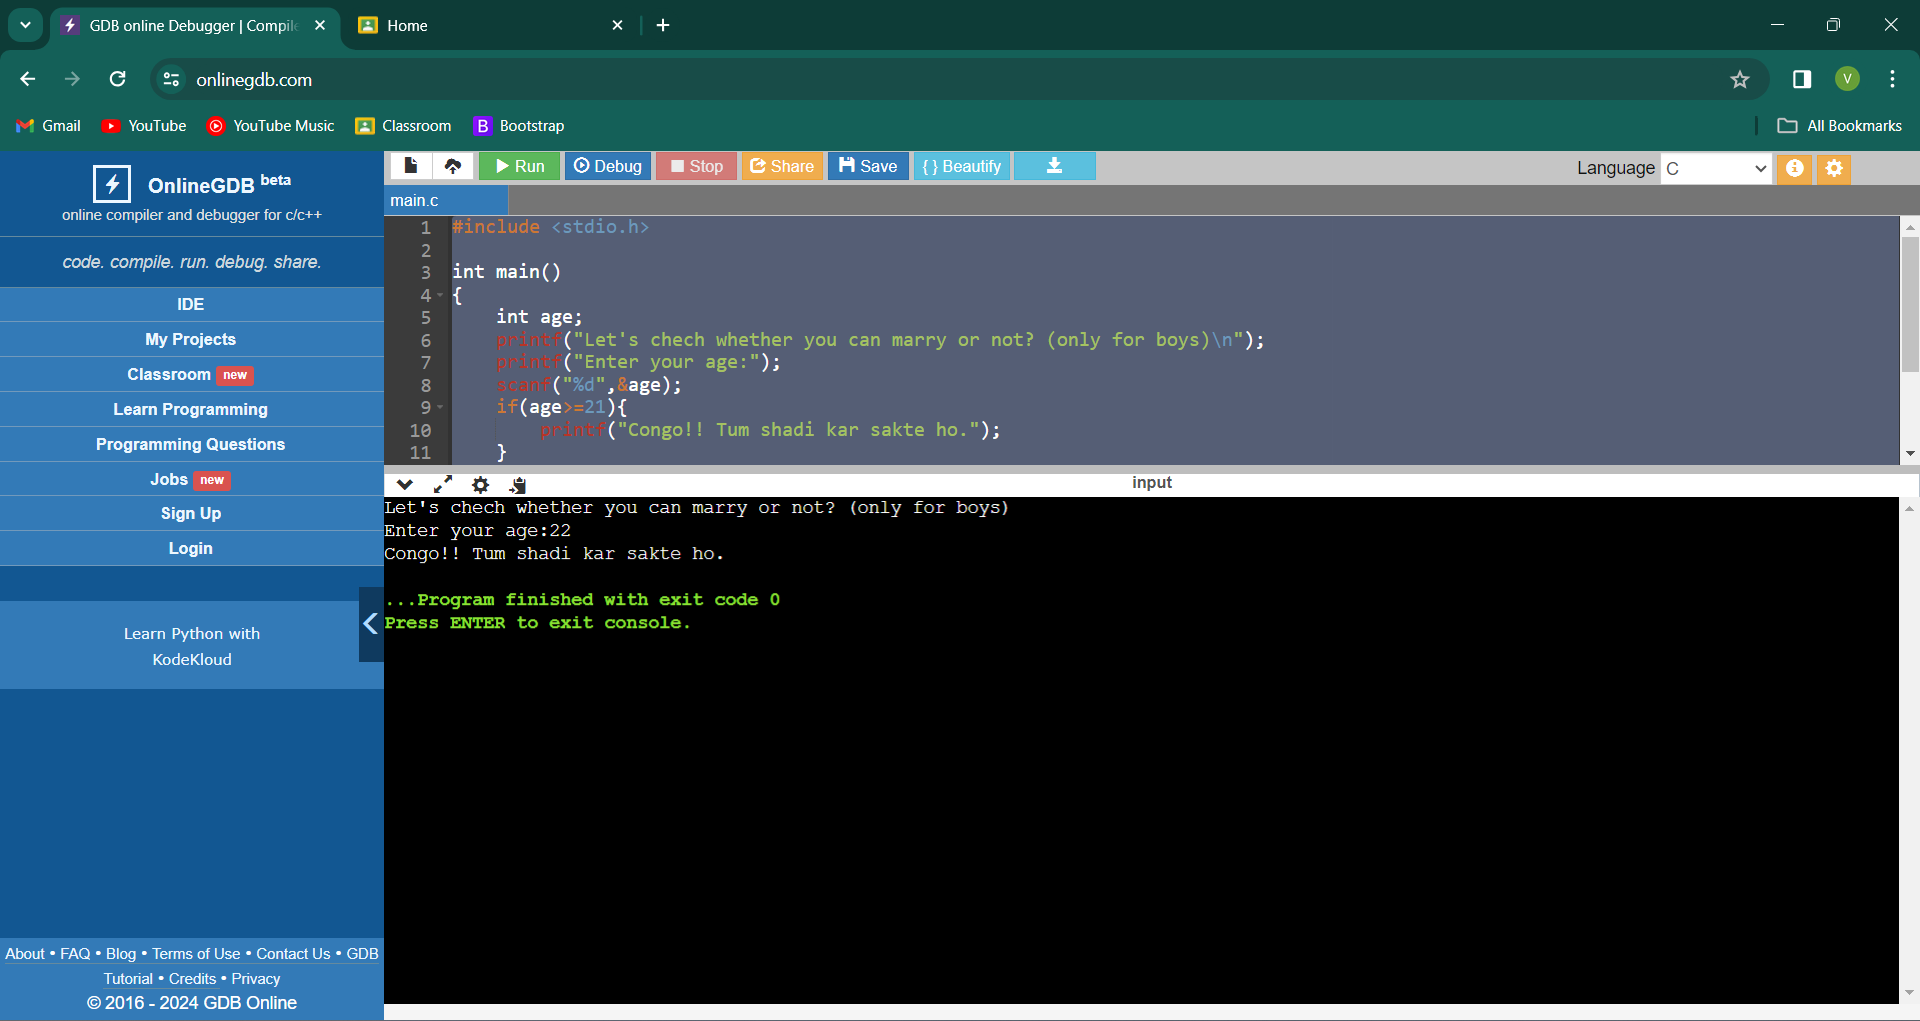 GDB online Debugger | Compile
Home
onlinegdb.com
V
Gmail
YouTube
YouTube Music
Classroom
B Bootstrap
All Bookmarks
OnlineGDB beta
online compiler and debugger for c/c++
code. compile. run. debug. share.
IDE
My Projects
Classroom new
Learn Programming
Programming Questions
Jobs new
Sign Up
Login
Learn Python with
KodeKloud
About • FAQ • Blog • Terms of Use • Contact Us • GDB
Tutorial • Credits • Privacy
© 2016 - 2024 GDB Online
Run
Debug
Stop
Share
Save
{ } Beautify
Language C
main.c
1 #include <stdio.h>
2
3 int main()
4 {
5 int age;
6 printf("Let's chech whether you can marry or not? (only for boys)\n");
7 printf("Enter your age:");
8 scanf("%d",&age);
9 if(age>=21){
10 printf("Congo!! Tum shadi kar sakte ho.");
11 }
input
Let's chech whether you can marry or not? (only for boys)
Enter your age:22
Congo!! Tum shadi kar sakte ho.
...Program finished with exit code 0
Press ENTER to exit console.